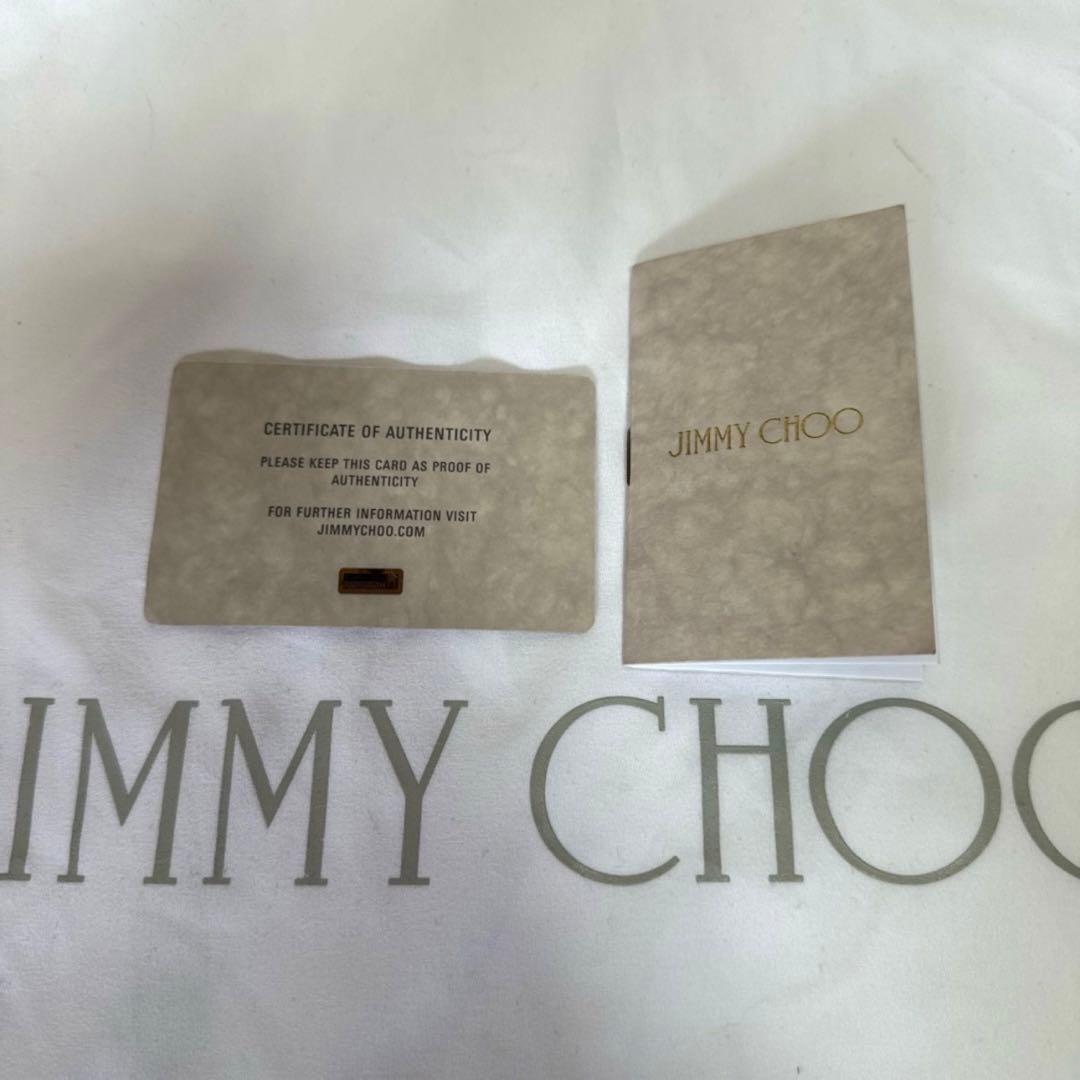 CERTIFICATE OF AUTHENTICITY
PLEASE KEEP THIS CARD AS PROOF OF
AUTHENTICITY
FOR FURTHER INFORMATION VISIT
JIMMYCHOO.COM
JIMMY CHOO
JIMMY CHOO